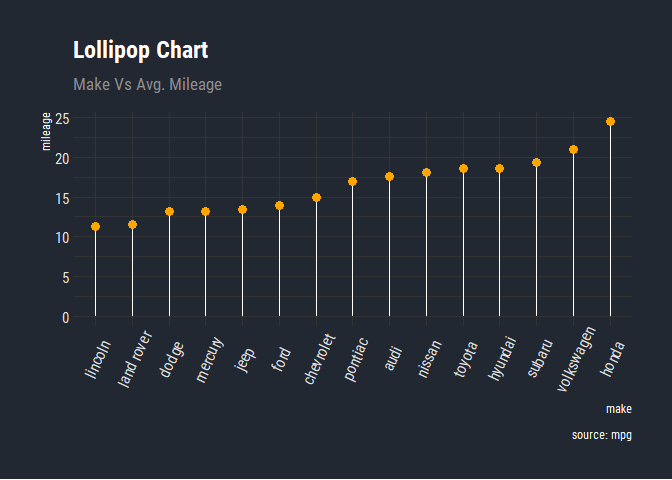 Lollipop Chart
Make Vs Avg. Mileage
mileage
25
20
15
10
5
0
lincoln
land rover
dodge
mercury
jeep
ford
chevrolet
pontiac
audi
nissan
toyota
hyundai
subaru
volkswagen
honda
make
source: mpg